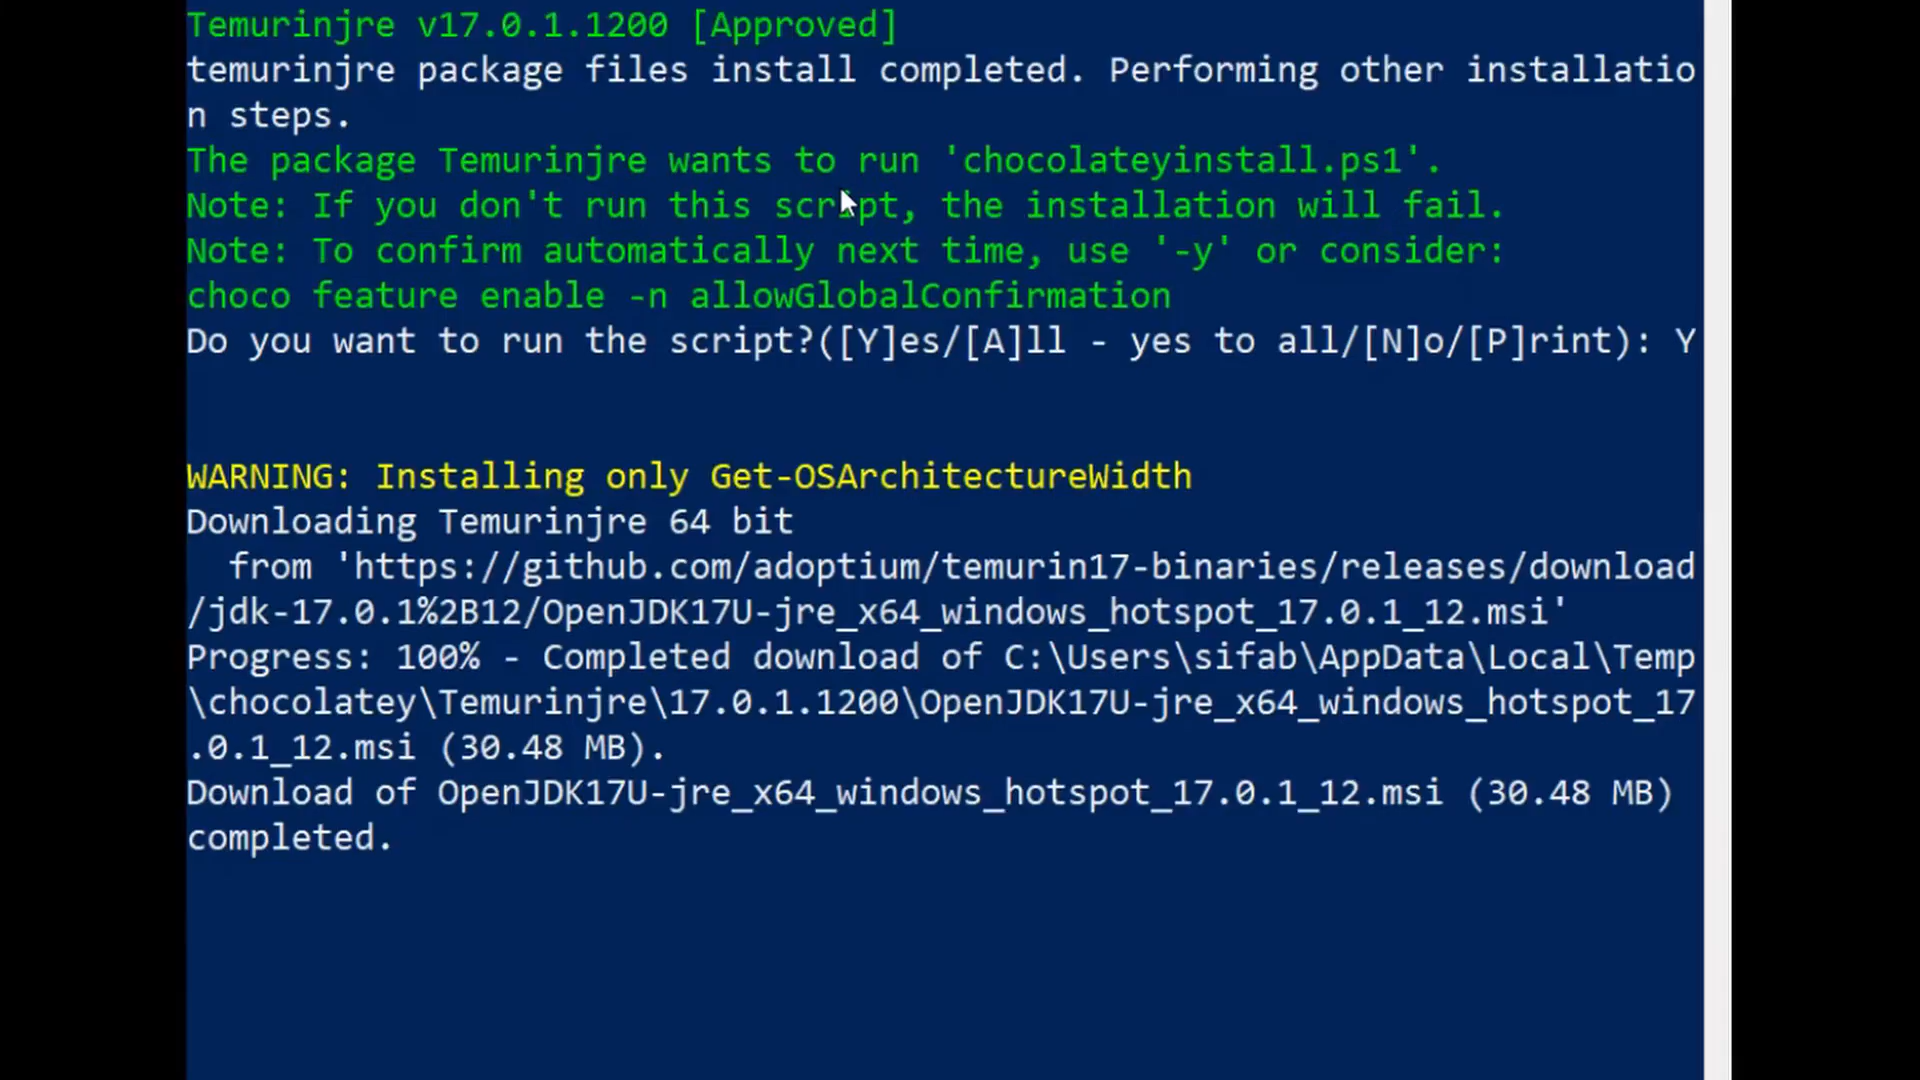 Temurinjre v17.0.1.1200 [Approved]
temurinjre package files install completed. Performing other installatio
n steps.
The package Temurinjre wants to run 'chocolateyinstall.ps1'.
Note: If you don't run this script, the installation will fail.
Note: To confirm automatically next time, use '-y' or consider:
choco feature enable -n allowGlobalConfirmation
Do you want to run the script?([Y]es/[A]ll - yes to all/[N]o/[P]rint): Y
WARNING: Installing only Get-OSArchitectureWidth
Downloading Temurinjre 64 bit
  from 'https://github.com/adoptium/temurin17-binaries/releases/download
/jdk-17.0.1%2B12/OpenJDK17U-jre_x64_windows_hotspot_17.0.1_12.msi'
Progress: 100% - Completed download of C:\Users\sifab\AppData\Local\Temp
\chocolatey\Temurinjre\17.0.1.1200\OpenJDK17U-jre_x64_windows_hotspot_17
.0.1_12.msi (30.48 MB).
Download of OpenJDK17U-jre_x64_windows_hotspot_17.0.1_12.msi (30.48 MB)
completed.